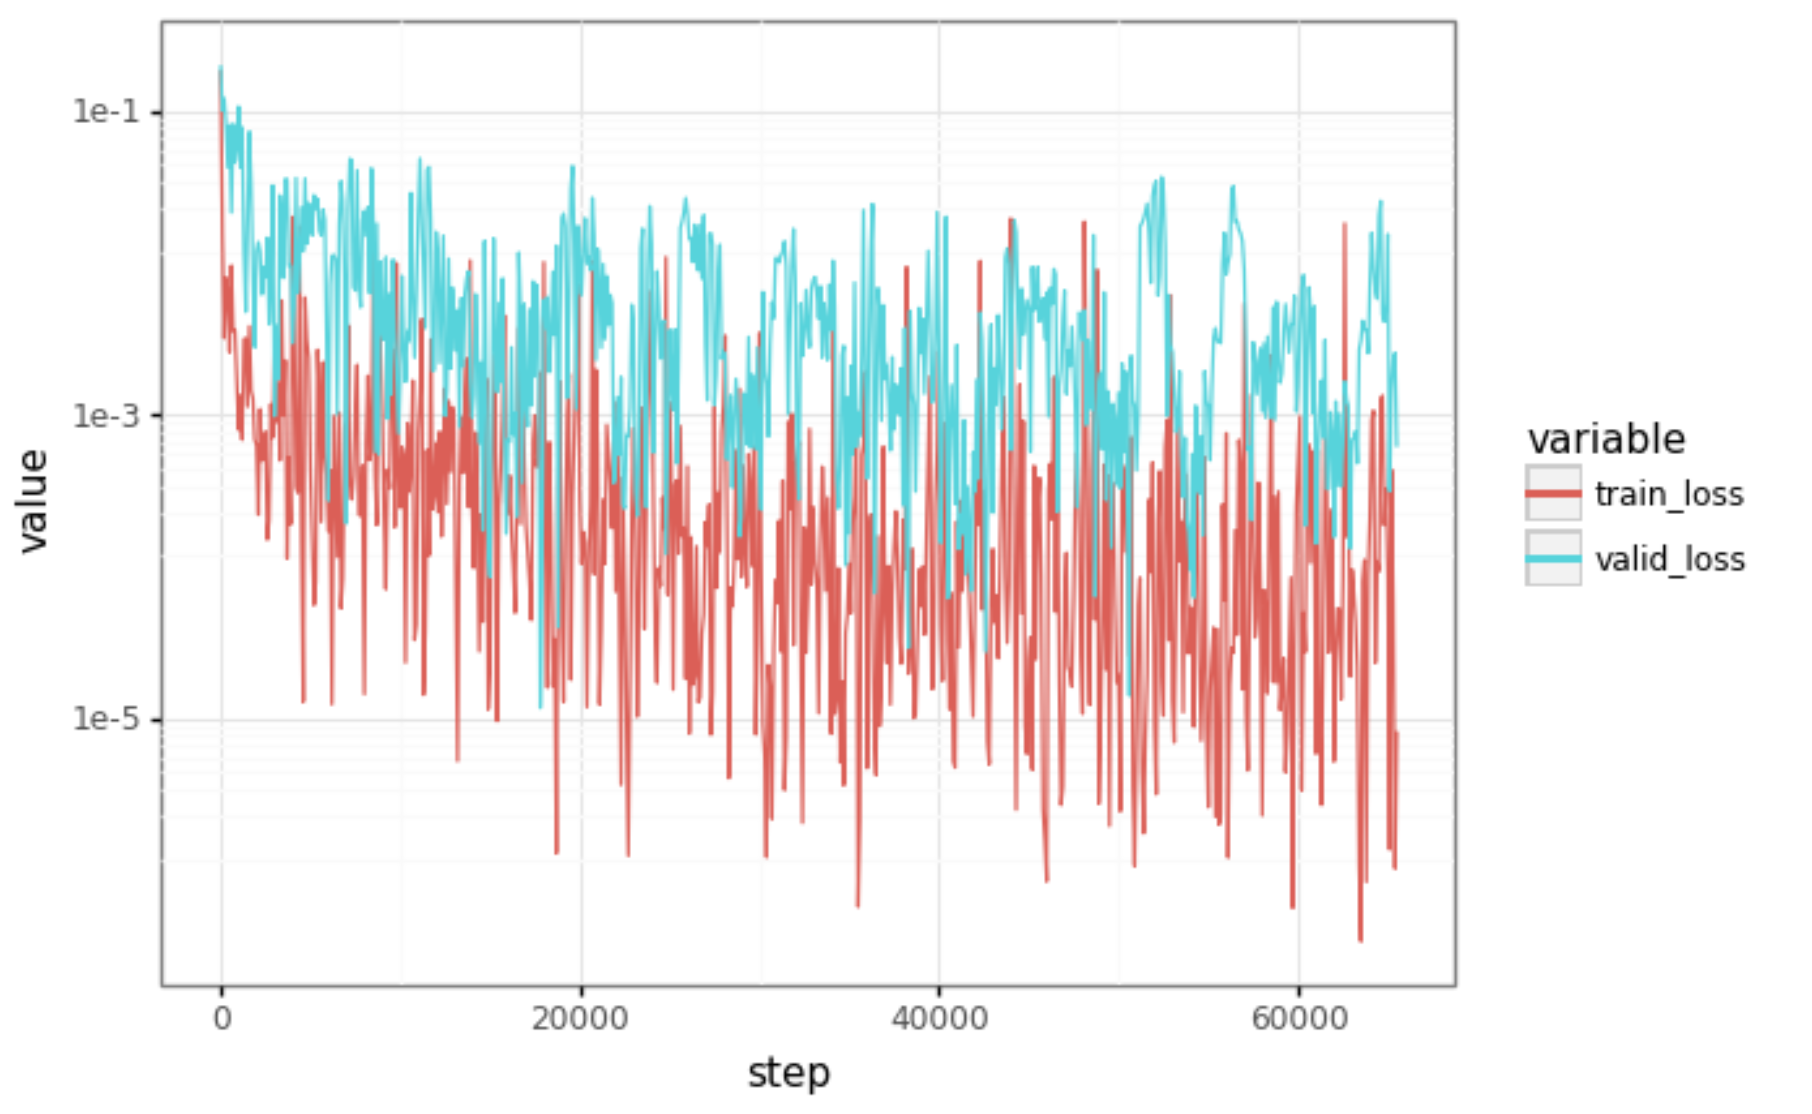 1e-1
1e-3
1e-5
value
0 20000 40000 60000
step
variable
train_loss
valid_loss